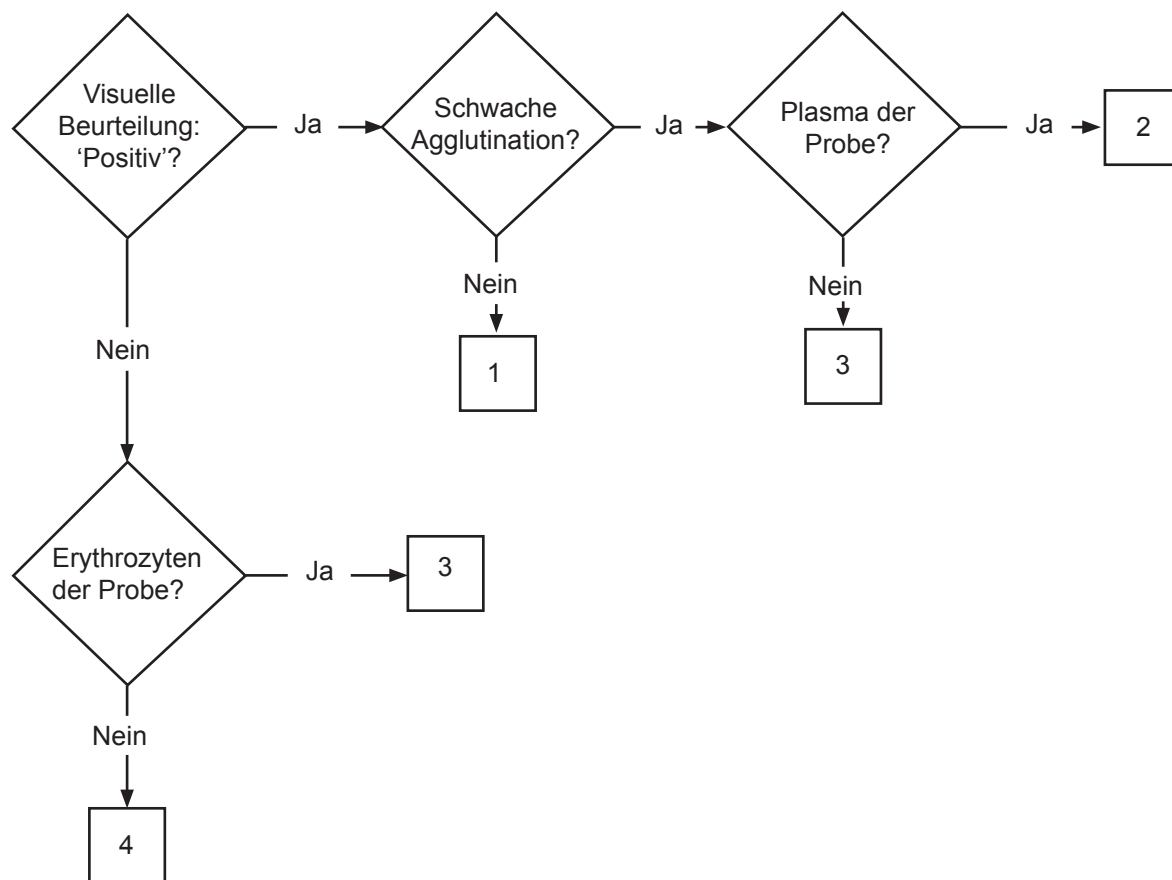 Visuelle
Beurteilung:
‘Positiv’?
Ja
Schwache
Agglutination?
Ja
Plasma der
Probe?
Ja
2
Nein
1
Nein
3
Nein
Erythrozyten
der Probe?
Ja
3
Nein
4